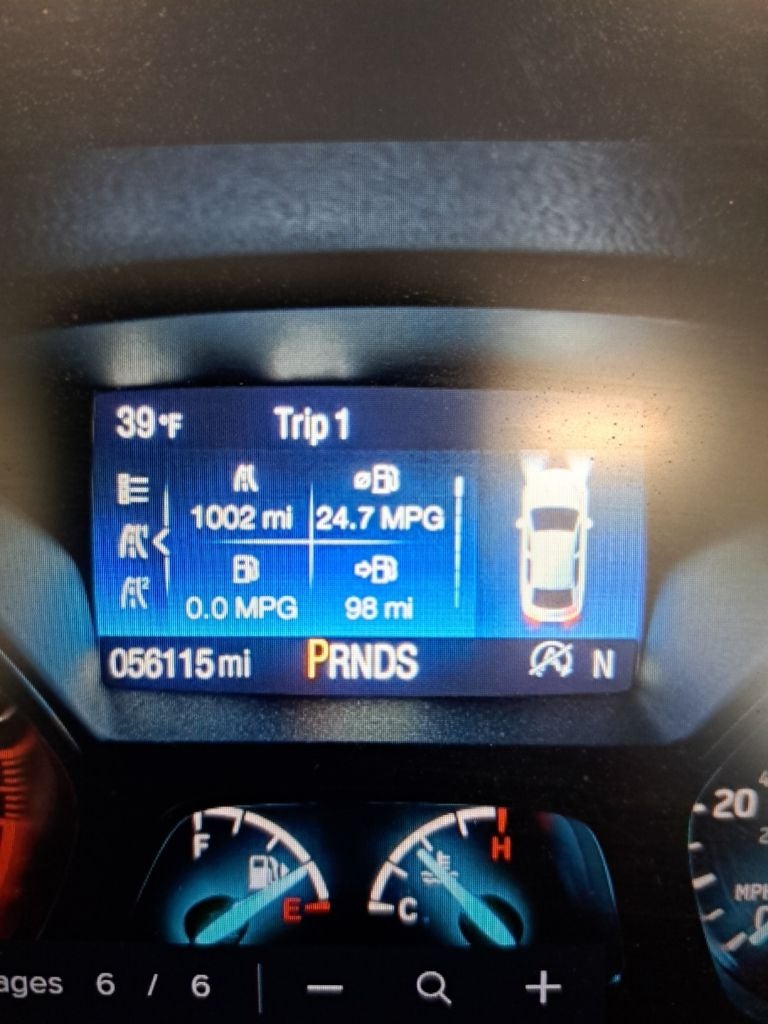 39°F Trip 1
1002 mi 24.7 MPG
0.0 MPG 98 mi
056115 mi PRNDS N
F H
E C
20
MPH
ages 6 / 6